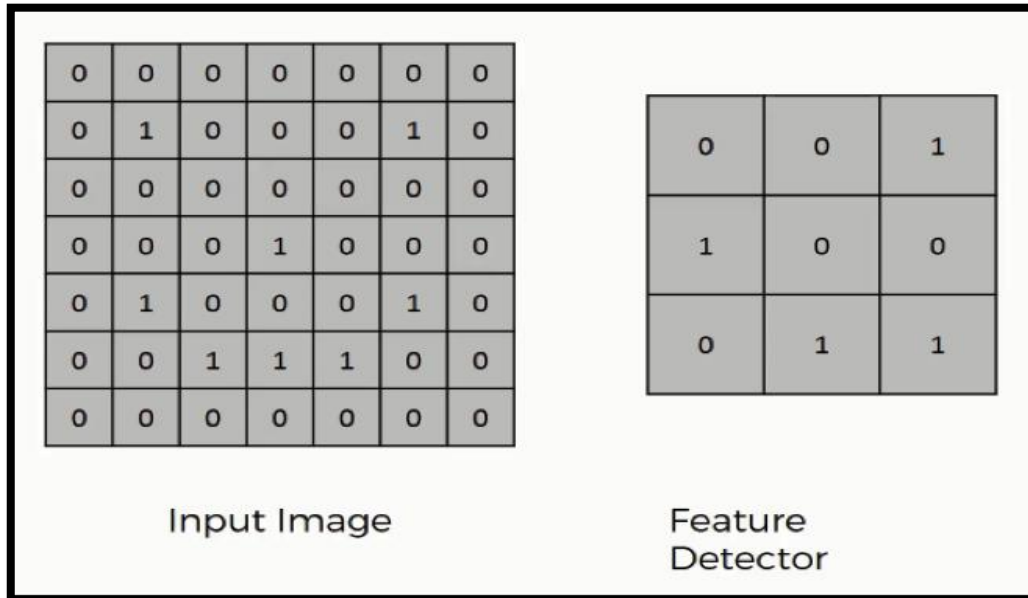 0 0 0 0 0 0 0
0 1 0 0 0 1 0
0 0 0 0 0 0 0
0 0 0 1 0 0 0
0 1 0 0 0 1 0
0 0 1 1 1 0 0
0 0 0 0 0 0 0
Input Image
0 0 1
1 0 0
0 1 1
Feature
Detector